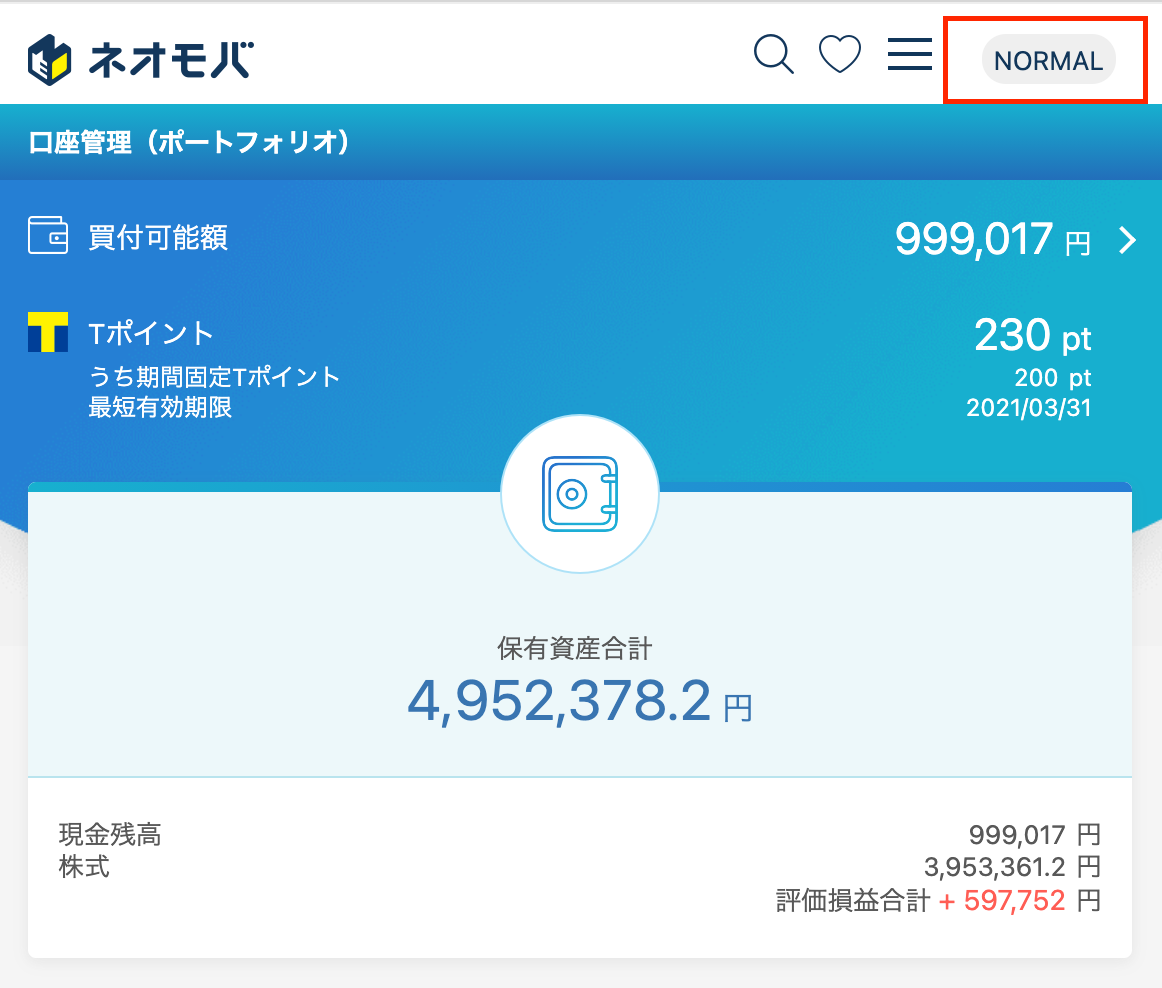 ネオモバ
NORMAL
口座管理（ポートフォリオ）
買付可能額 999,017 円
Tポイント 230 pt
うち期間固定Tポイント 200 pt
最短有効期限 2021/03/31
保有資産合計
4,952,378.2 円
現金残高 999,017 円
株式 3,953,361.2 円
評価損益合計 + 597,752 円